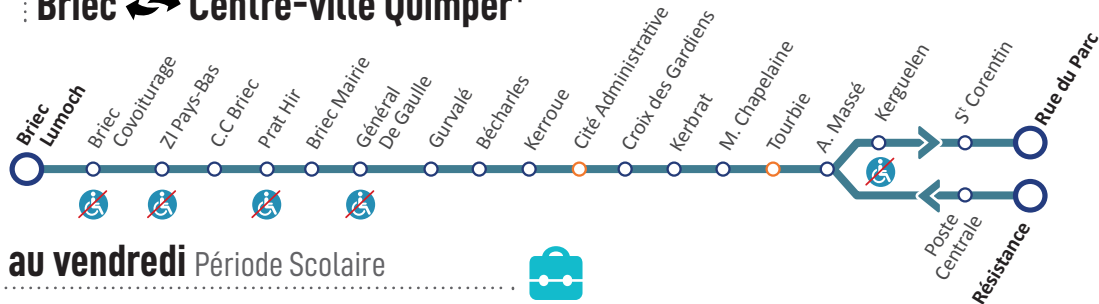 Briec Centre-Ville Quimper*
Briec
Lumoch
Briec
Covoiturage
ZI Pays-Bas
C.C Briec
Prat Hir
Briec Mairie
Général
De Gaulle
Gurvalé
Bécharles
Kerroue
Cité Administrative
Croix des Gardiens
Kerbrat
M. Chapelaine
Tourbie
A. Massé
Kerguelen
St Corentin
Rue du Parc
Poste
Centrale
Résistance
au vendredi Période Scolaire